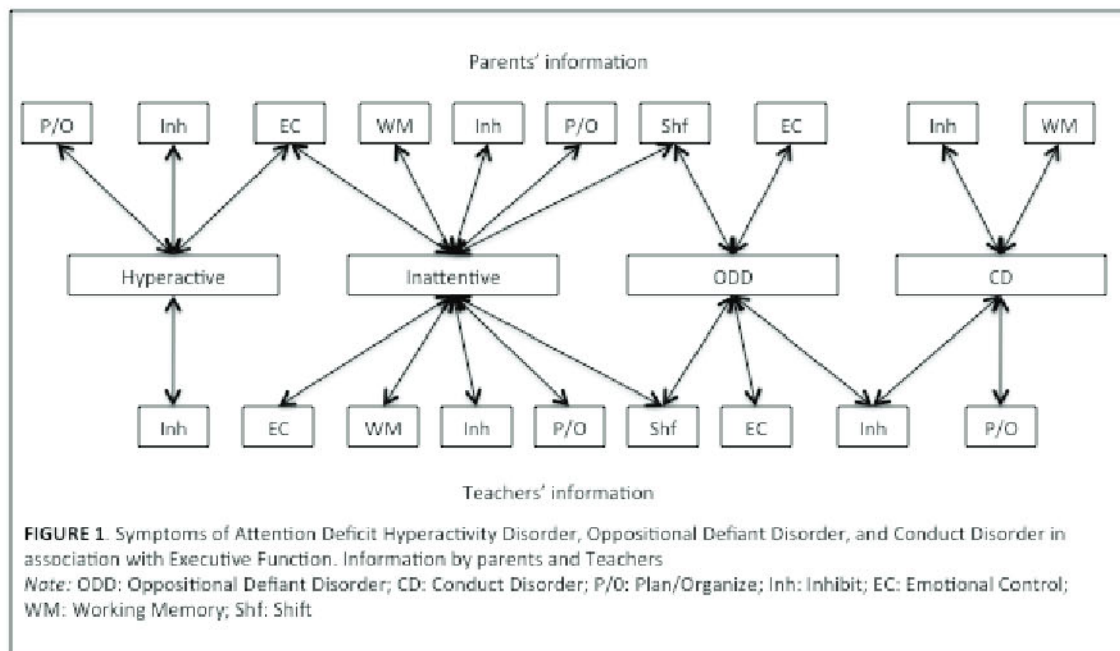 Parents' information
P/O Inh EC WM Inh P/O Shf EC Inh WM
Hyperactive Inattentive ODD CD
Inh EC WM Inh P/O Shf EC Inh P/O
Teachers' information
FIGURE 1. Symptoms of Attention Deficit Hyperactivity Disorder, Oppositional Defiant Disorder, and Conduct Disorder in
association with Executive Function. Information by parents and Teachers
Note: ODD: Oppositional Defiant Disorder; CD: Conduct Disorder; P/0: Plan/Organize; Inh: Inhibit; EC: Emotional Control;
WM: Working Memory; Shf: Shift